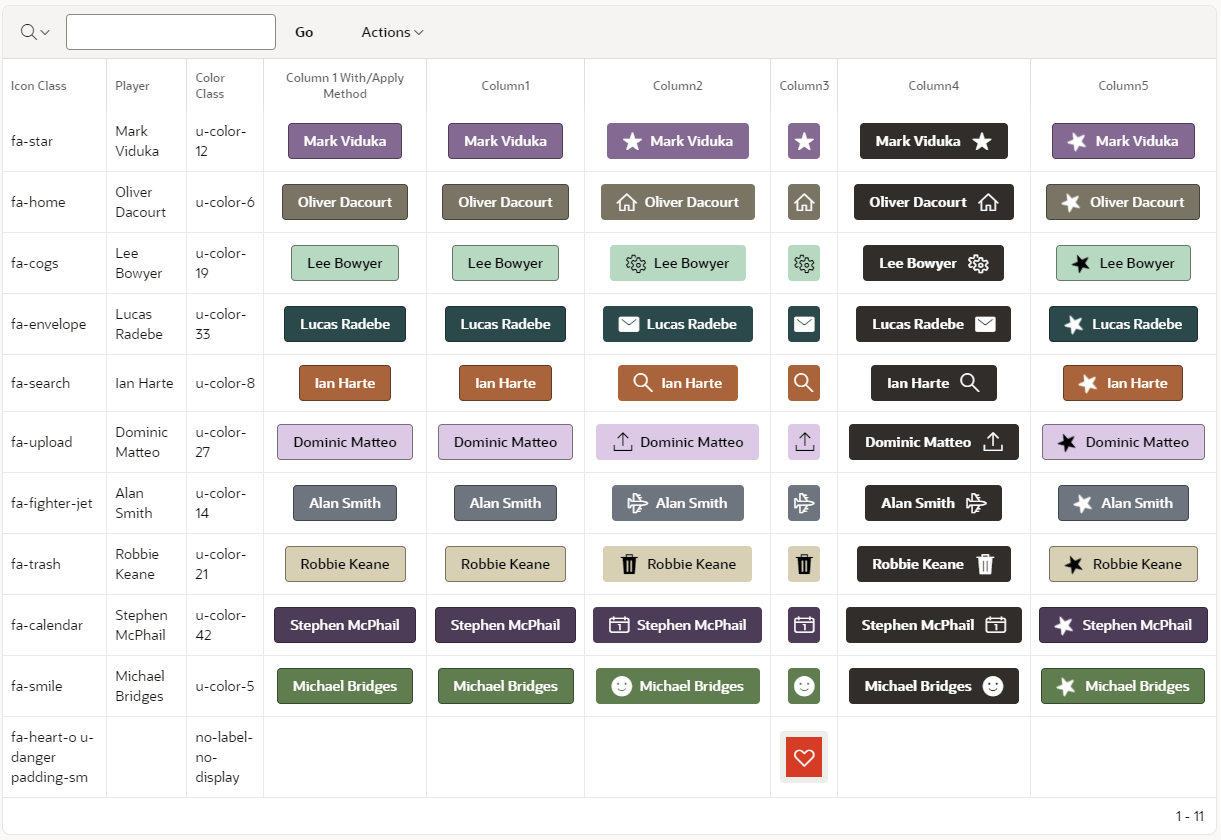 Go Actions
Icon Class Player Color Class Column 1 With/Apply Method Column1 Column2 Column3 Column4 Column5
fa-star Mark Viduka u-color-12 Mark Viduka Mark Viduka Mark Viduka Mark Viduka Mark Viduka
fa-home Oliver Dacourt u-color-6 Oliver Dacourt Oliver Dacourt Oliver Dacourt Oliver Dacourt Oliver Dacourt
fa-cogs Lee Bowyer u-color-19 Lee Bowyer Lee Bowyer Lee Bowyer Lee Bowyer Lee Bowyer
fa-envelope Lucas Radebe u-color-33 Lucas Radebe Lucas Radebe Lucas Radebe Lucas Radebe Lucas Radebe
fa-search Ian Harte u-color-8 Ian Harte Ian Harte Ian Harte Ian Harte Ian Harte
fa-upload Dominic Matteo u-color-27 Dominic Matteo Dominic Matteo Dominic Matteo Dominic Matteo Dominic Matteo
fa-fighter-jet Alan Smith u-color-14 Alan Smith Alan Smith Alan Smith Alan Smith Alan Smith
fa-trash Robbie Keane u-color-21 Robbie Keane Robbie Keane Robbie Keane Robbie Keane Robbie Keane
fa-calendar Stephen McPhail u-color-42 Stephen McPhail Stephen McPhail 1 Stephen McPhail 1 Stephen McPhail 1 Stephen McPhail
fa-smile Michael Bridges u-color-5 Michael Bridges Michael Bridges Michael Bridges Michael Bridges Michael Bridges
fa-heart-o u-danger padding-sm no-label-no-display
1 - 11